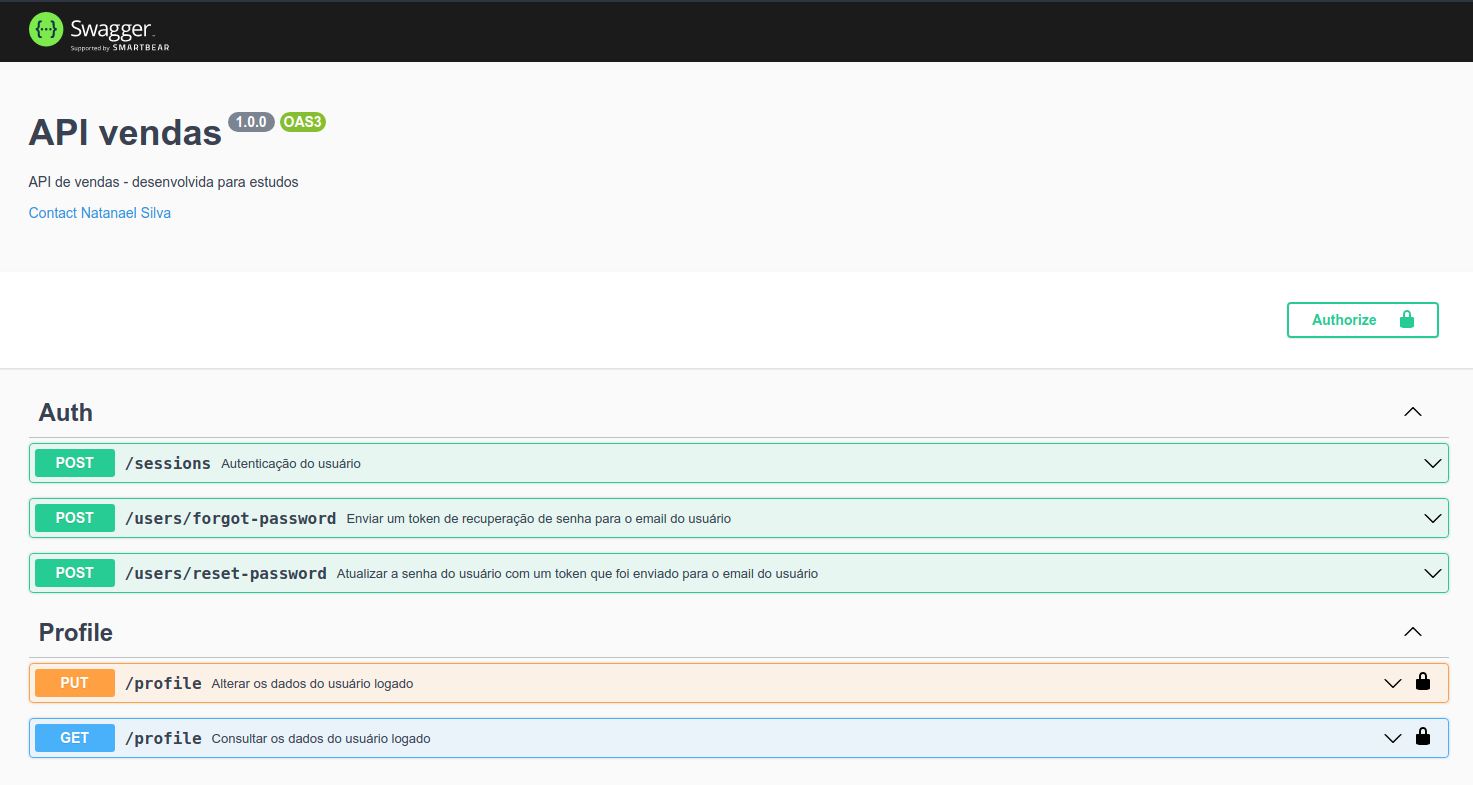 {···} Swagger
Supported by SMARTBEAR
API vendas 1.0.0 OAS3
API de vendas - desenvolvida para estudos
Contact Natanael Silva
Authorize
Auth
POST /sessions Autenticação do usuário
POST /users/forgot-password Enviar um token de recuperação de senha para o email do usuário
POST /users/reset-password Atualizar a senha do usuário com um token que foi enviado para o email do usuário
Profile
PUT /profile Alterar os dados do usuário logado
GET /profile Consultar os dados do usuário logado